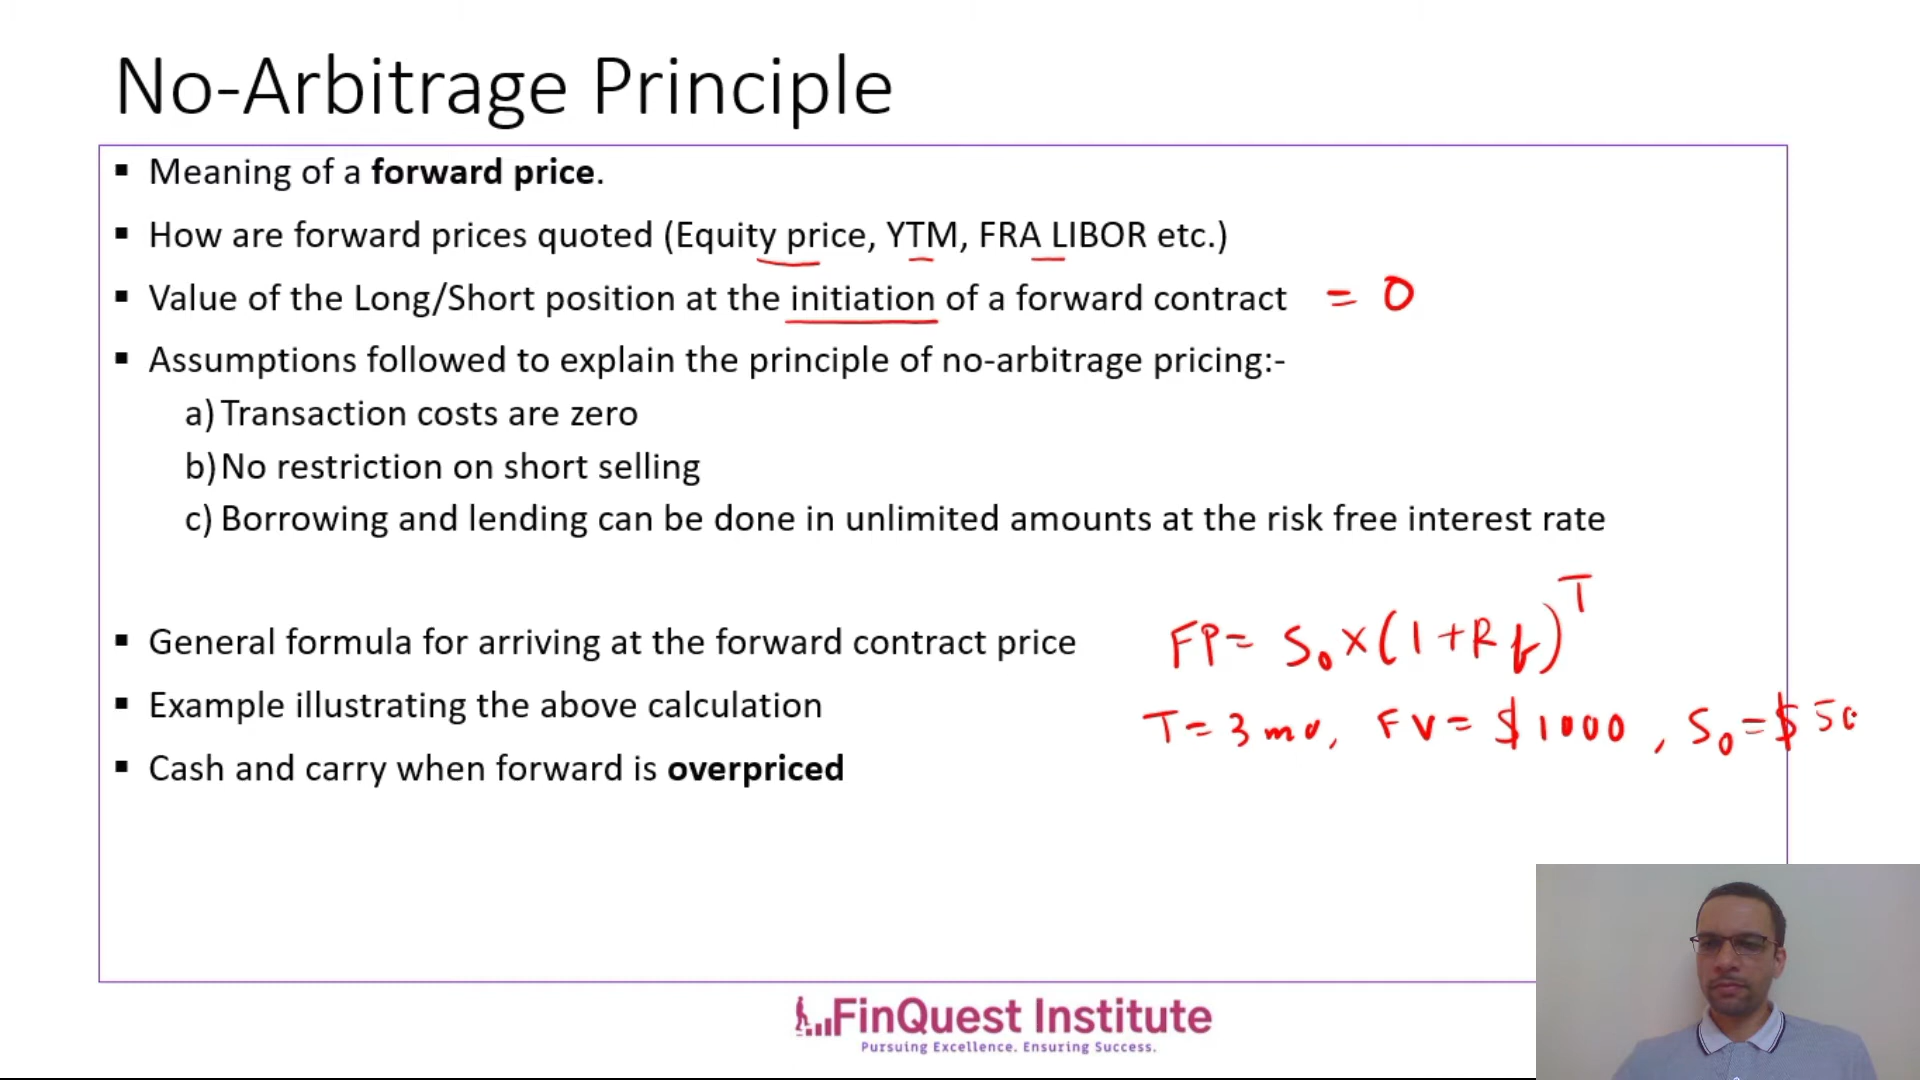 No-Arbitrage Principle
▪ Meaning of a forward price.
▪ How are forward prices quoted (Equity price, YTM, FRA LIBOR etc.)
▪ Value of the Long/Short position at the initiation of a forward contract = 0
▪ Assumptions followed to explain the principle of no-arbitrage pricing:-
a) Transaction costs are zero
b) No restriction on short selling
c) Borrowing and lending can be done in unlimited amounts at the risk free interest rate
▪ General formula for arriving at the forward contract price FP = S₀ × (1 + Rf)ᵀ
▪ Example illustrating the above calculation T = 3 mo, FV = $1000, S₀ = $50
▪ Cash and carry when forward is overpriced
FinQuest Institute
Pursuing Excellence. Ensuring Success.